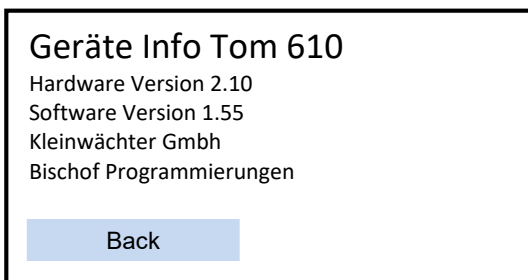 Geräte Info Tom 610
Hardware Version 2.10
Software Version 1.55
Kleinwächter Gmbh
Bischof Programmierungen
Back